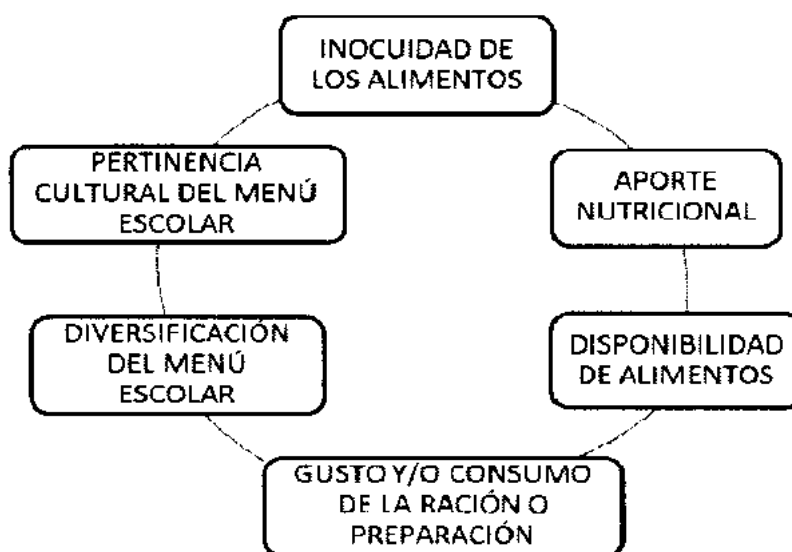 INOCUIDAD DE
LOS ALIMENTOS
PERTINENCIA
CULTURAL DEL MENÚ
ESCOLAR
APORTE
NUTRICIONAL
DIVERSIFICACIÓN
DEL MENÚ
ESCOLAR
DISPONIBILIDAD
DE ALIMENTOS
GUSTO Y/O CONSUMO
DE LA RACIÓN O
PREPARACIÓN